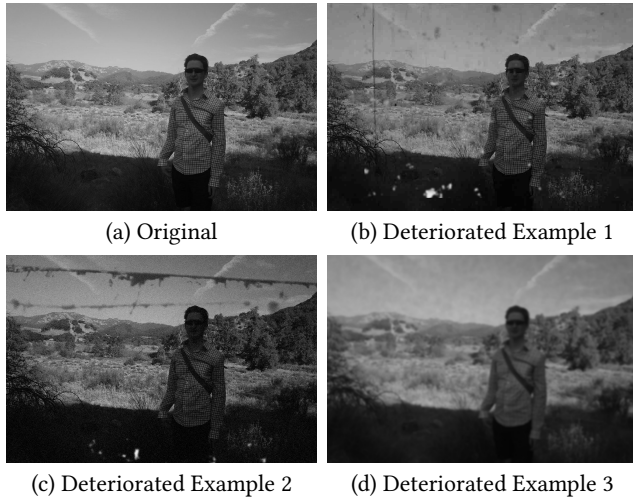 (a) Original
(b) Deteriorated Example 1
(c) Deteriorated Example 2
(d) Deteriorated Example 3